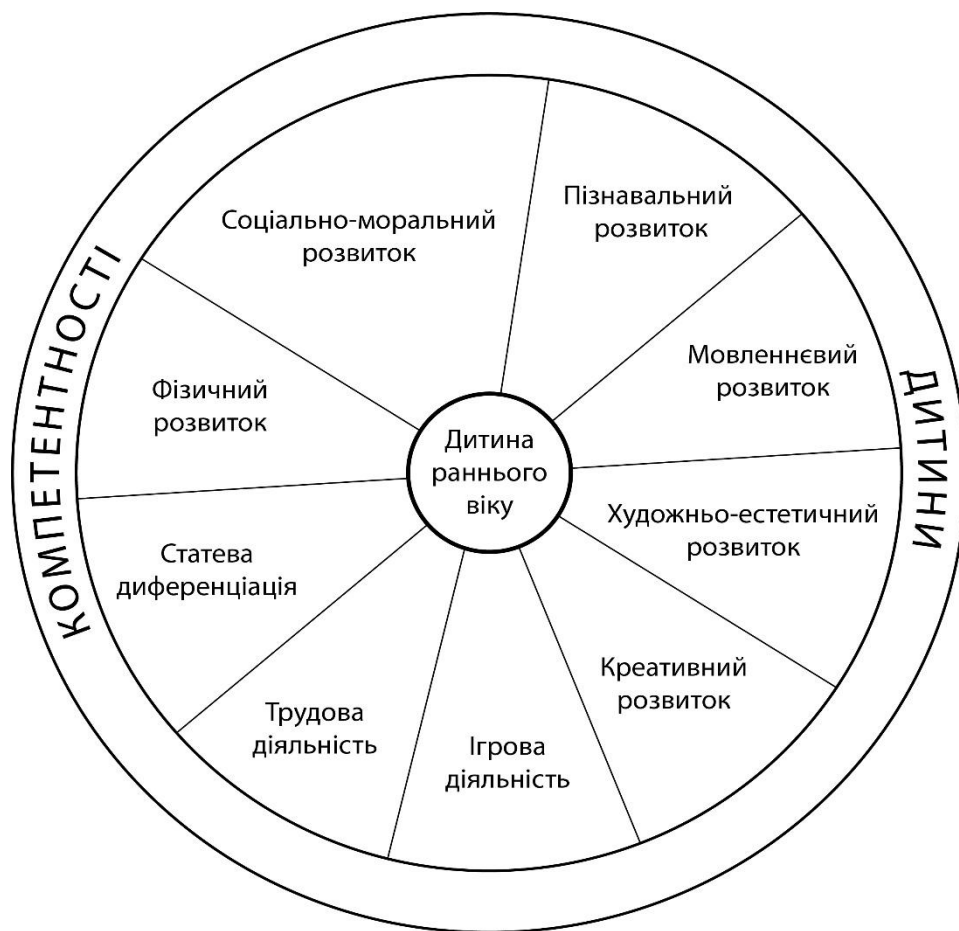 КОМПЕТЕНТНОСТІ
ДИТИНИ
Соціально-моральний
розвиток
Пізнавальний
розвиток
Мовленнєвий
розвиток
Художньо-естетичний
розвиток
Креативний
розвиток
Ігрова
діяльність
Трудова
діяльність
Статева
диференціація
Фізичний
розвиток
Дитина
раннього
віку